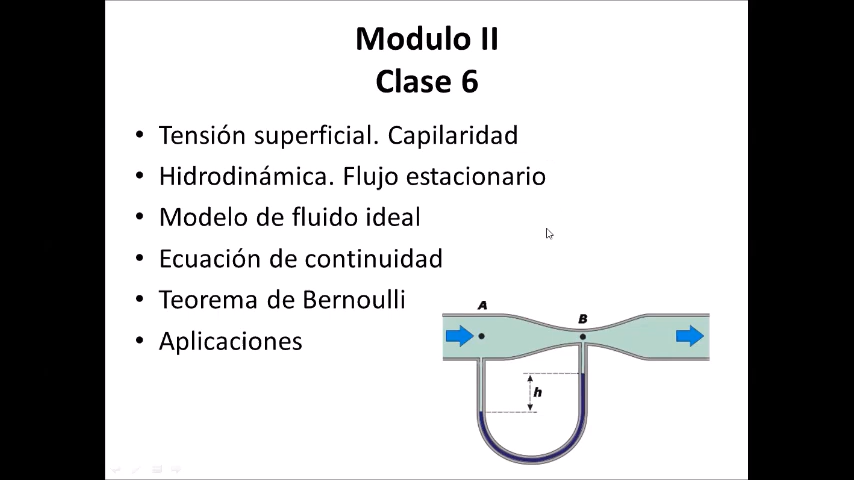 Modulo II
Clase 6
• Tensión superficial. Capilaridad
• Hidrodinámica. Flujo estacionario
• Modelo de fluido ideal
• Ecuación de continuidad
• Teorema de Bernoulli
• Aplicaciones
A
B
h